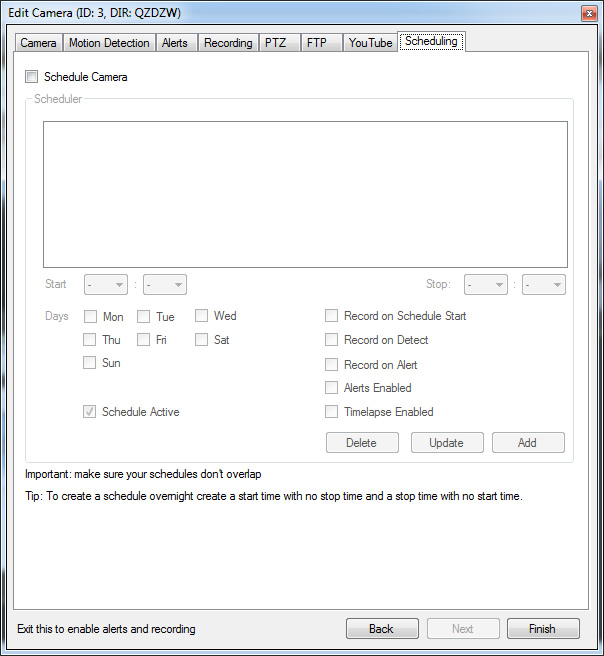 Edit Camera (ID: 3, DIR: QZDZW)
Camera Motion Detection Alerts Recording PTZ FTP YouTube Scheduling
Schedule Camera
Scheduler
Start - : - Stop: - : -
Days Mon Tue Wed Record on Schedule Start
Thu Fri Sat Record on Detect
Sun Record on Alert
Alerts Enabled
Schedule Active Timelapse Enabled
Delete Update Add
Important: make sure your schedules don't overlap
Tip: To create a schedule overnight create a start time with no stop time and a stop time with no start time.
Exit this to enable alerts and recording Back Next Finish